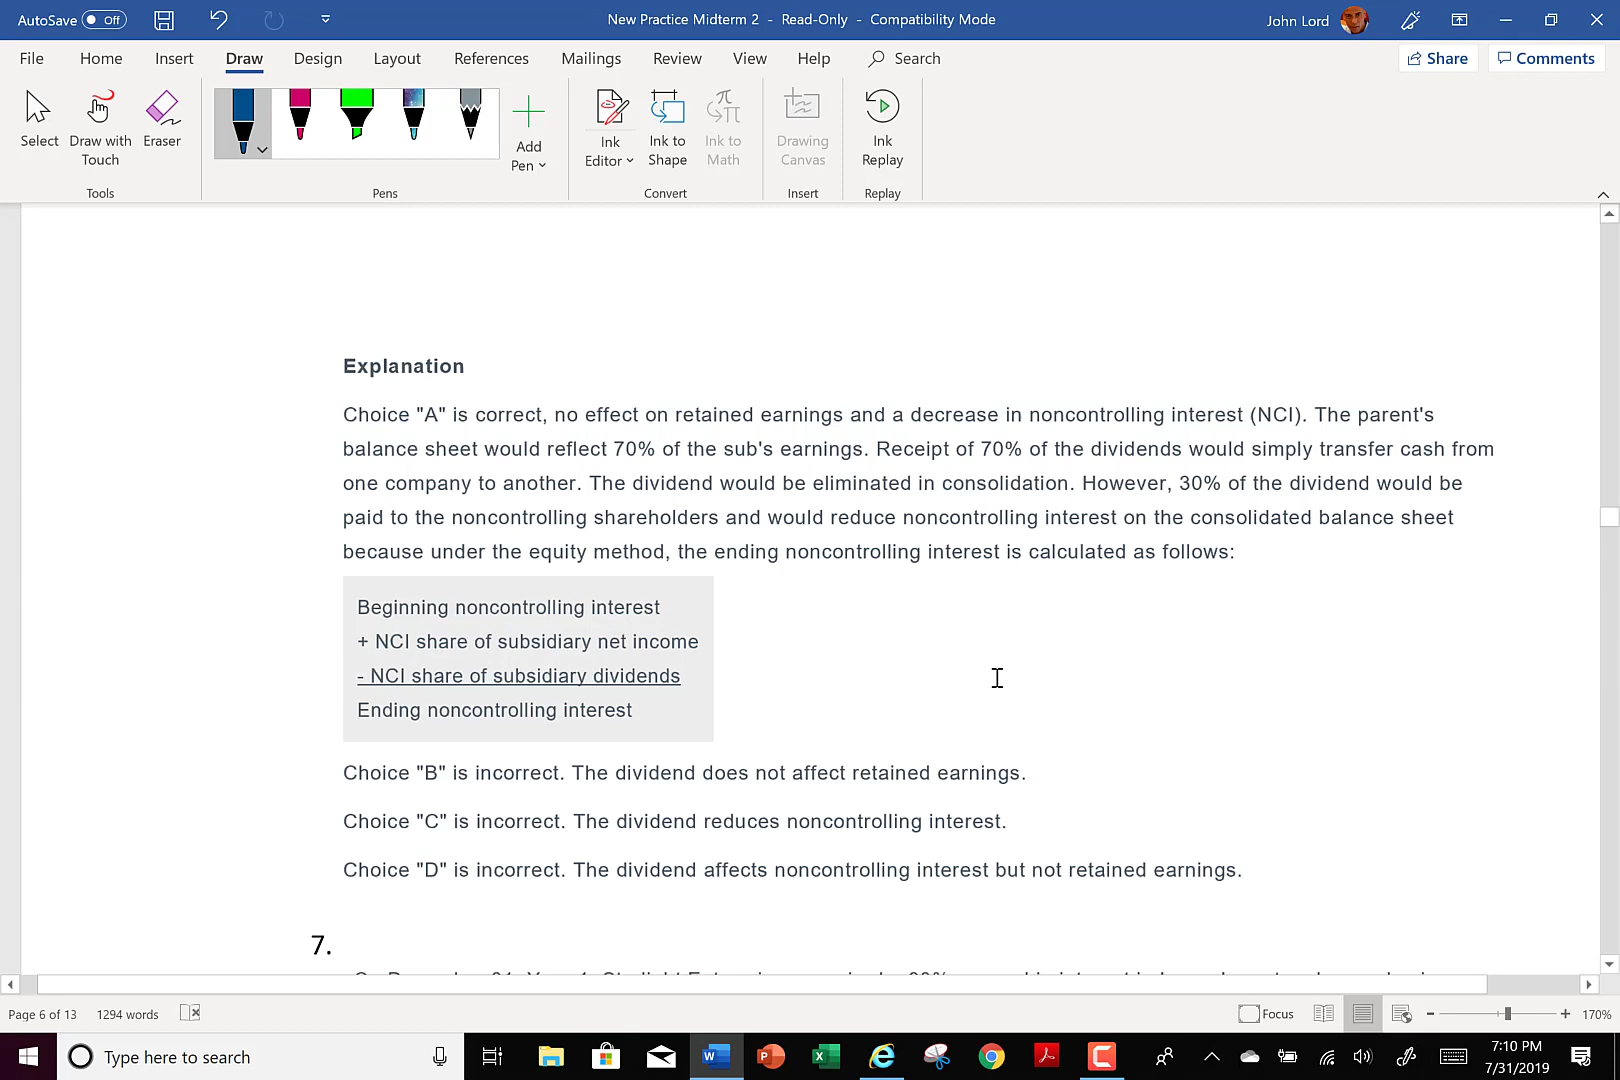 AutoSave Off
New Practice Midterm 2 - Read-Only - Compatibility Mode
John Lord
File Home Insert Draw Design Layout References Mailings Review View Help Search
Share Comments
Select Draw with Touch Eraser
Add Pen
Ink Editor Ink to Shape Ink to Math
Drawing Canvas
Ink Replay
Tools Pens Convert Insert Replay
Explanation
Choice "A" is correct, no effect on retained earnings and a decrease in noncontrolling interest (NCI). The parent's
balance sheet would reflect 70% of the sub's earnings. Receipt of 70% of the dividends would simply transfer cash from
one company to another. The dividend would be eliminated in consolidation. However, 30% of the dividend would be
paid to the noncontrolling shareholders and would reduce noncontrolling interest on the consolidated balance sheet
because under the equity method, the ending noncontrolling interest is calculated as follows:
Beginning noncontrolling interest
+ NCI share of subsidiary net income
- NCI share of subsidiary dividends
Ending noncontrolling interest
Choice "B" is incorrect. The dividend does not affect retained earnings.
Choice "C" is incorrect. The dividend reduces noncontrolling interest.
Choice "D" is incorrect. The dividend affects noncontrolling interest but not retained earnings.
7.
Page 6 of 13 1294 words
Focus
170%
Type here to search
7:10 PM
7/31/2019